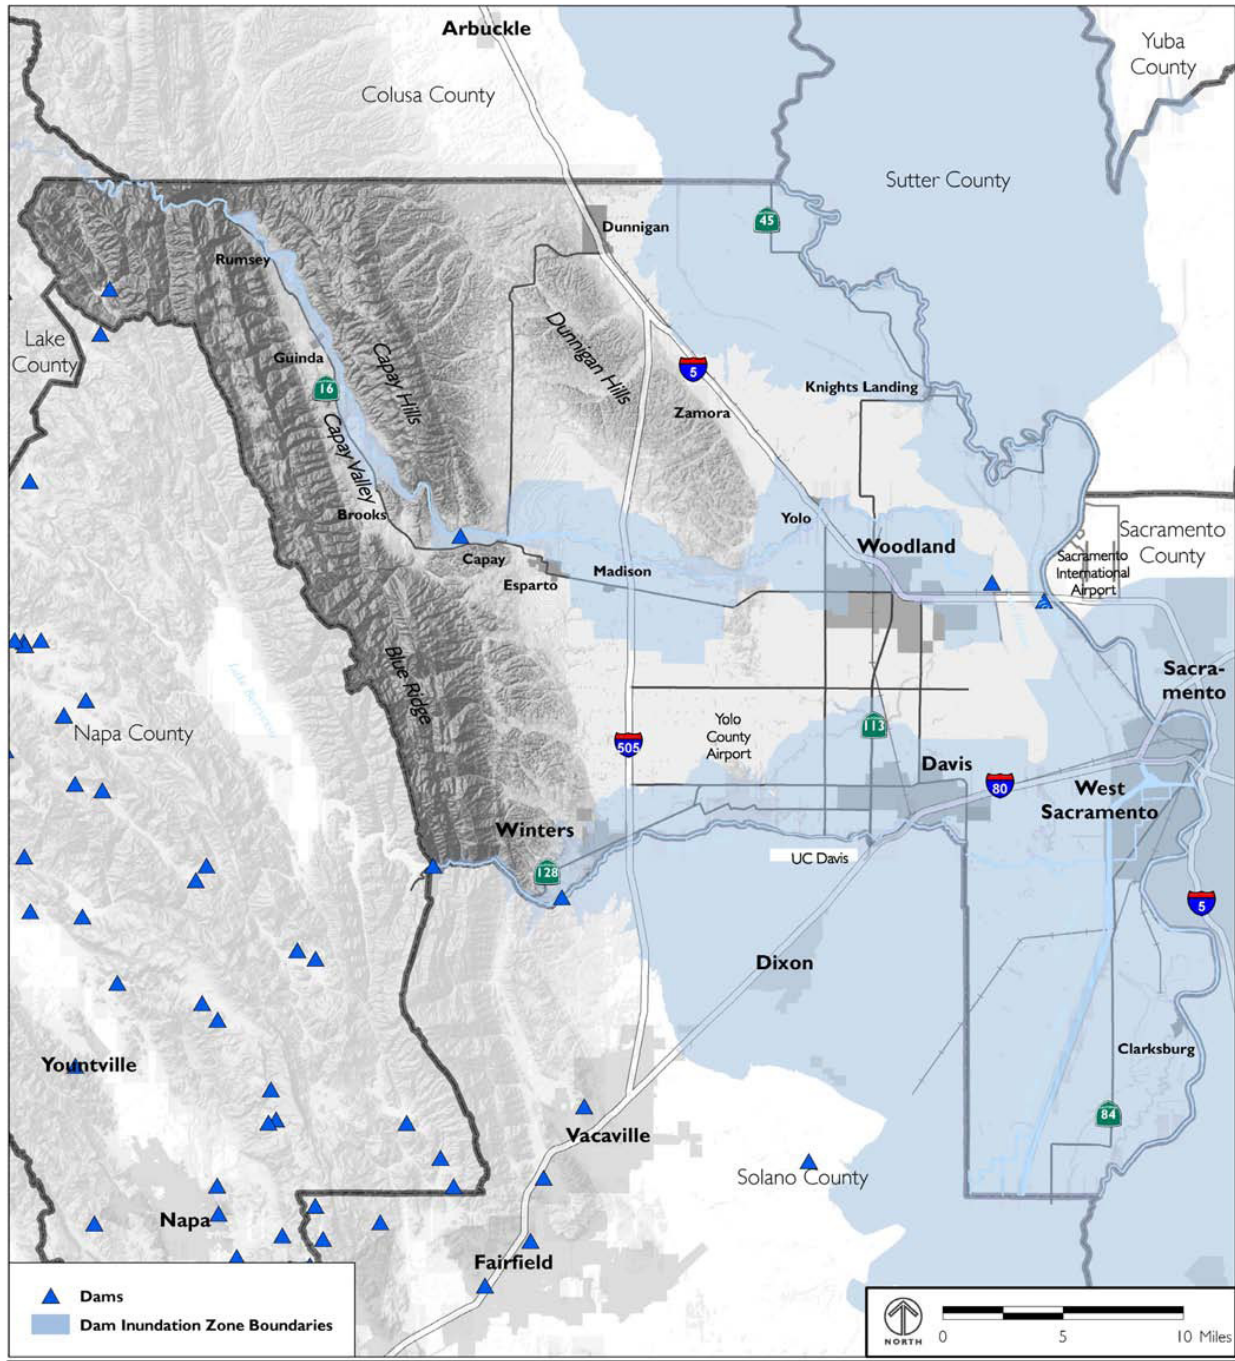 Arbuckle
Yuba
County
Colusa County
Sutter County
45
Dunnigan
Rumsey
Lake
County
Guinda
16
Capay Hills
Dunnigan Hills
5
Zamora
Knights Landing
Capay Valley
Brooks
Yolo
Woodland
Sacramento
County
Capay
Esparto
Madison
Sacramento
International
Airport
Blue Ridge
Lake Berryessa
Sacra-
mento
Napa County
Yolo
County
Airport
505
113
Davis
80
West
Sacramento
Winters
128
UC Davis
5
Dixon
Yountville
Clarksburg
84
Vacaville
Solano County
Napa
Fairfield
Dams
Dam Inundation Zone Boundaries
NORTH
0 5 10 Miles